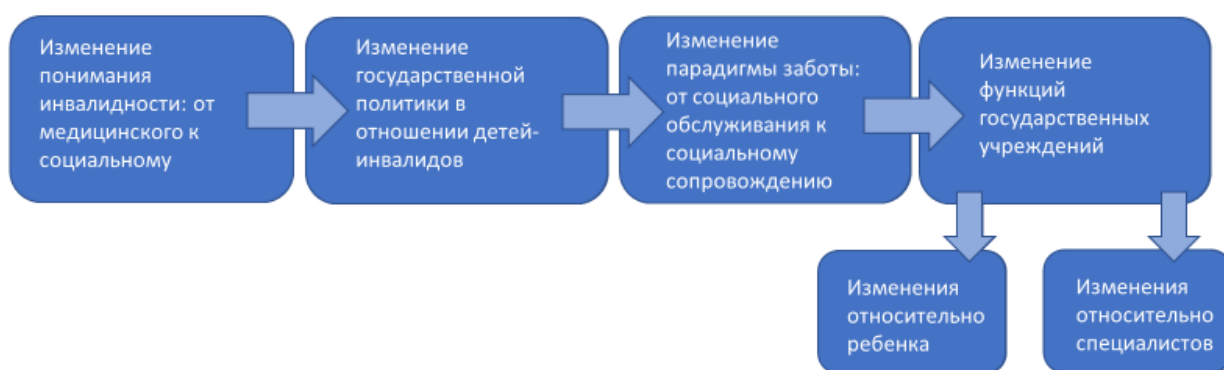 Изменение
понимания
инвалидности: от
медицинского к
социальному
Изменение
государственной
политики в
отношении детей-
инвалидов
Изменение
парадигмы заботы:
от социального
обслуживания к
социальному
сопровождению
Изменение
функций
государственных
учреждений
Изменения
относительно
ребенка
Изменения
относительно
специалистов